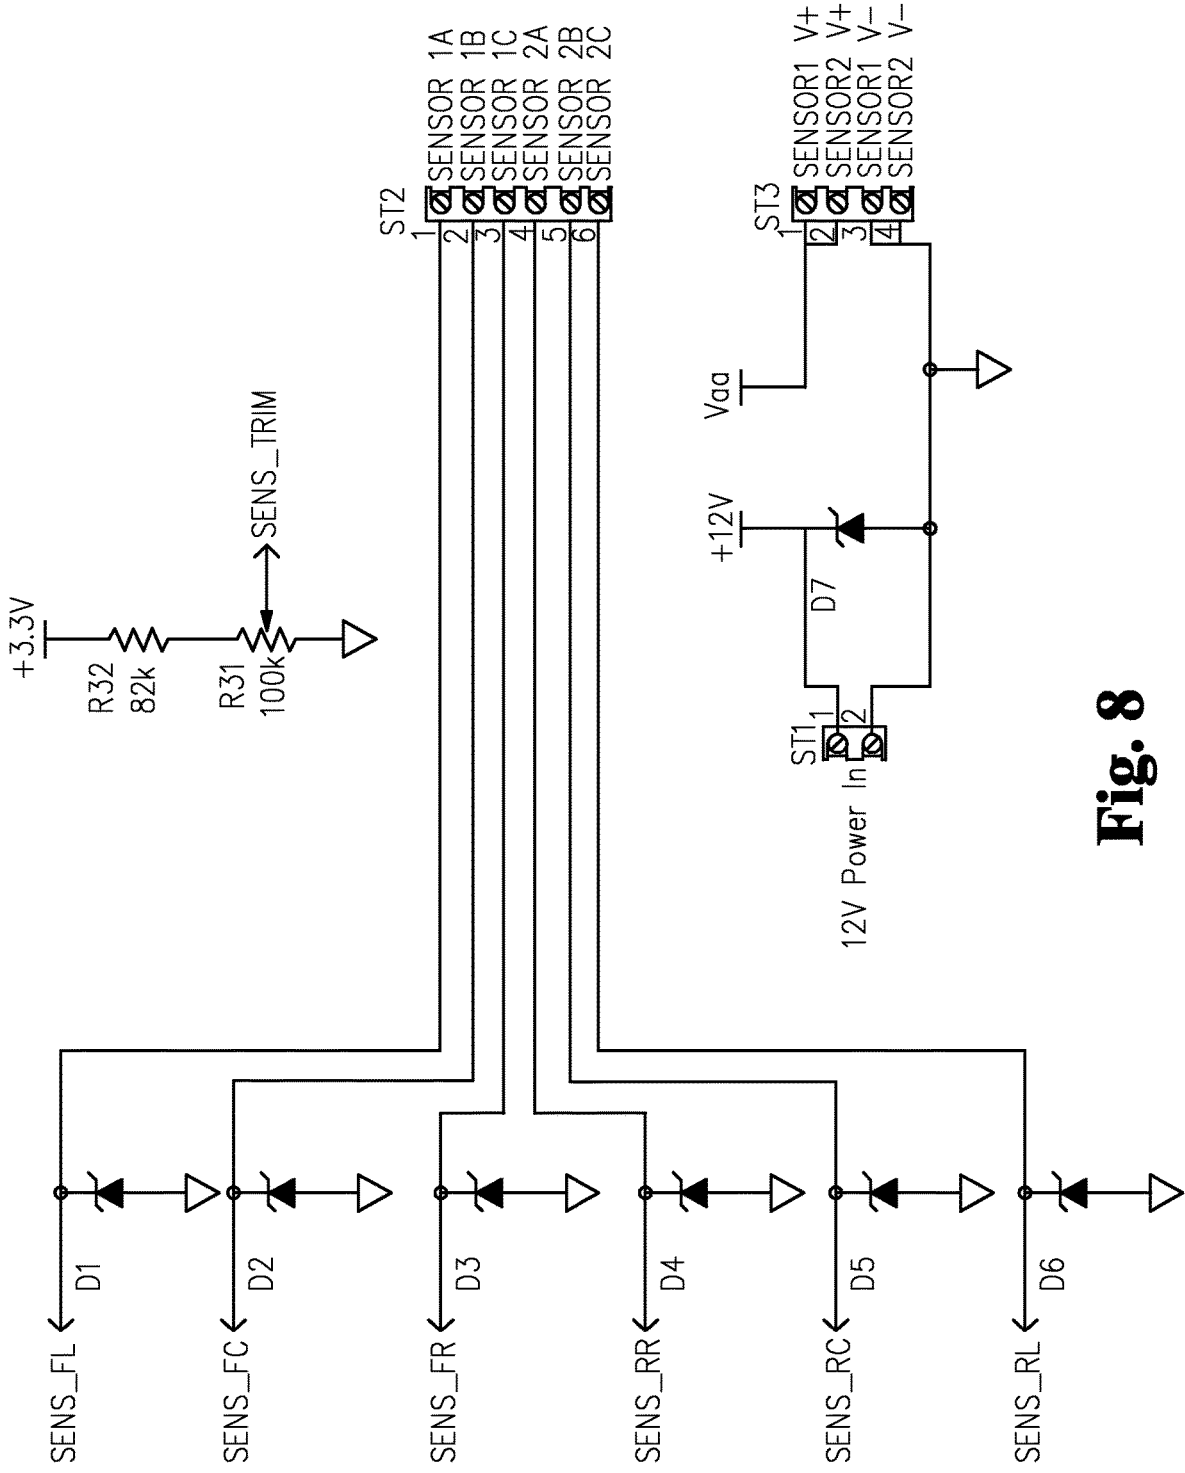 SENS_FL
D1
SENS_FC
D2
SENS_FR
D3
SENS_RR
D4
SENS_RC
D5
SENS_RL
D6
+3.3V
R32
82k
R31
100k
SENS_TRIM
ST2
1
2
3
4
5
6
SENSOR 1A
SENSOR 1B
SENSOR 1C
SENSOR 2A
SENSOR 2B
SENSOR 2C
12V Power In
ST1
1
2
D7
+12V
Vaa
ST3
1
2
3
4
SENSOR1 V+
SENSOR2 V+
SENSOR1 V-
SENSOR2 V-
Fig. 8